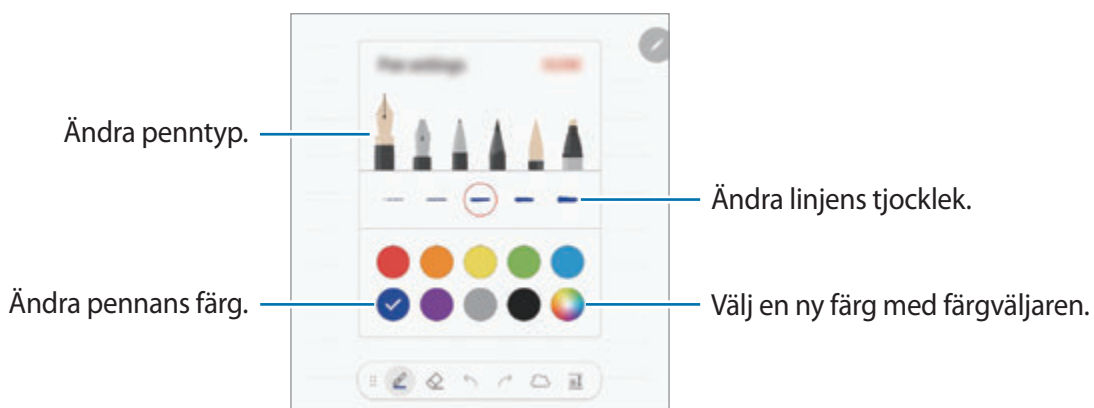 Ändra penntyp.
Ändra linjens tjocklek.
Ändra pennans färg.
Välj en ny färg med färgväljaren.